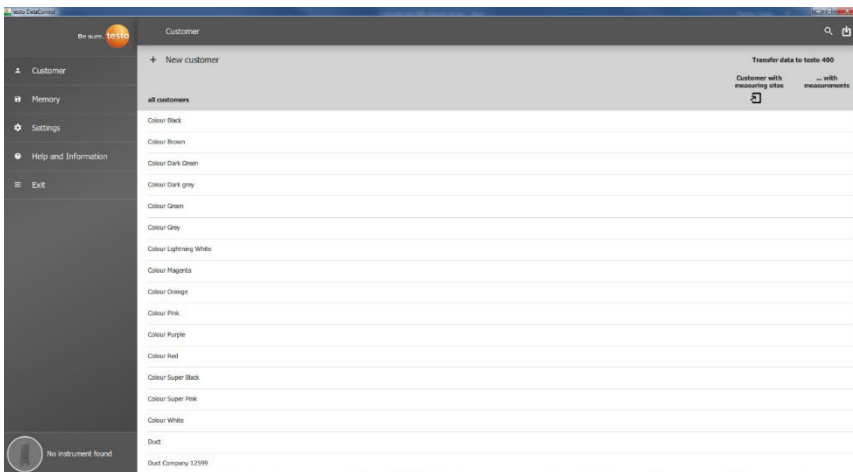 testo DataControl
Be sure. testo
Customer
Customer
Memory
Settings
Help and Information
Exit
No instrument found
+ New customer
Transfer data to testo 400
Customer with
measuring sites
... with
measurements
all customers
Colour Black
Colour Brown
Colour Dark Green
Colour Dark grey
Colour Green
Colour Grey
Colour Lightning White
Colour Magenta
Colour Orange
Colour Pink
Colour Purple
Colour Red
Colour Super Black
Colour Super Pink
Colour White
Duct
Duct Company 12599